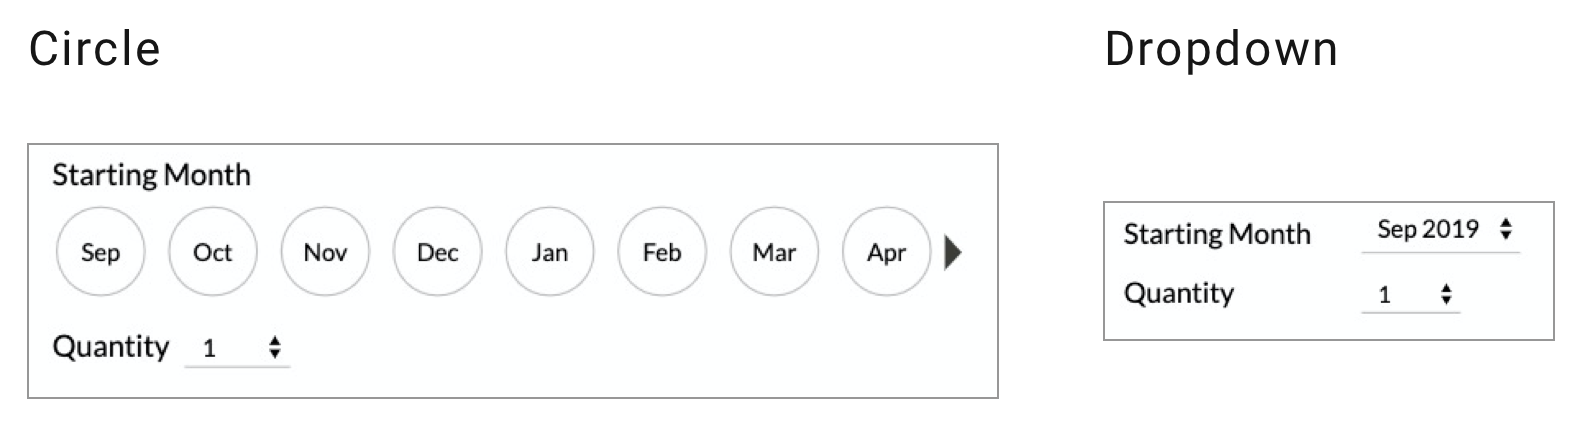 Circle
Starting Month
Sep Oct Nov Dec Jan Feb Mar Apr
Quantity 1
Dropdown
Starting Month Sep 2019
Quantity 1